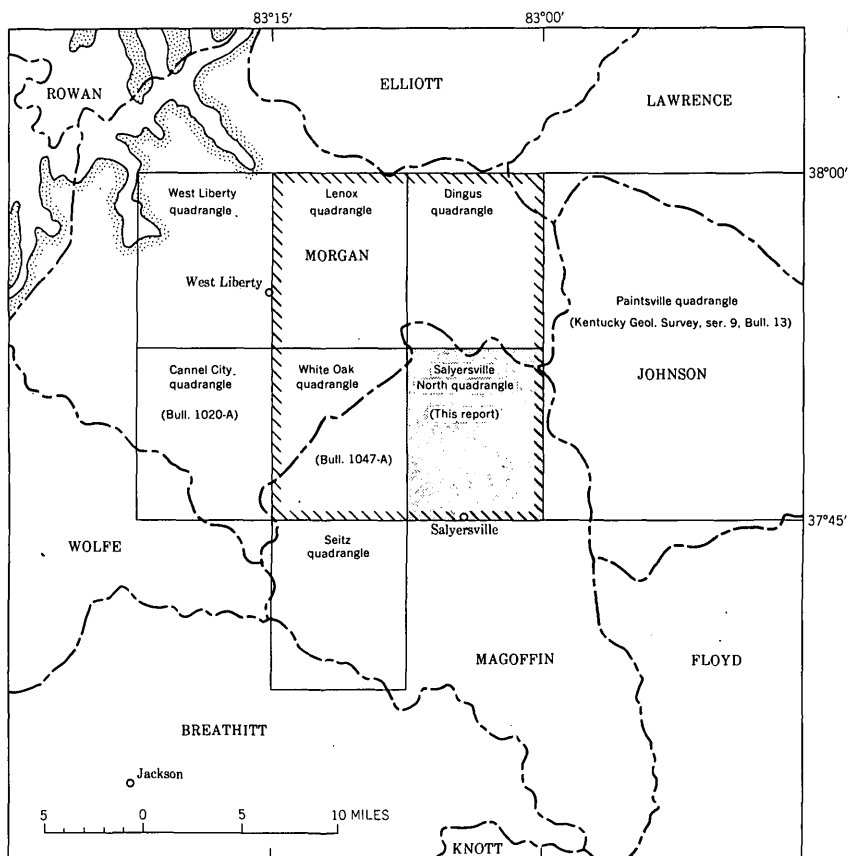 83°15'
83°00'
ROWAN
ELLIOTT
LAWRENCE
38°00'
West Liberty
quadrangle
Lenox
quadrangle
Dingus
quadrangle
MORGAN
West Liberty
Paintsville quadrangle
(Kentucky Geol. Survey, ser. 9, Bull. 13)
JOHNSON
Cannel City
quadrangle
(Bull. 1020-A)
White Oak
quadrangle
(Bull. 1047-A)
Salyersville
North quadrangle
(This report)
37°45'
Salyersville
WOLFE
Seitz
quadrangle
MAGOFFIN
FLOYD
BREATHITT
Jackson
5 0 5 10 MILES
KNOTT